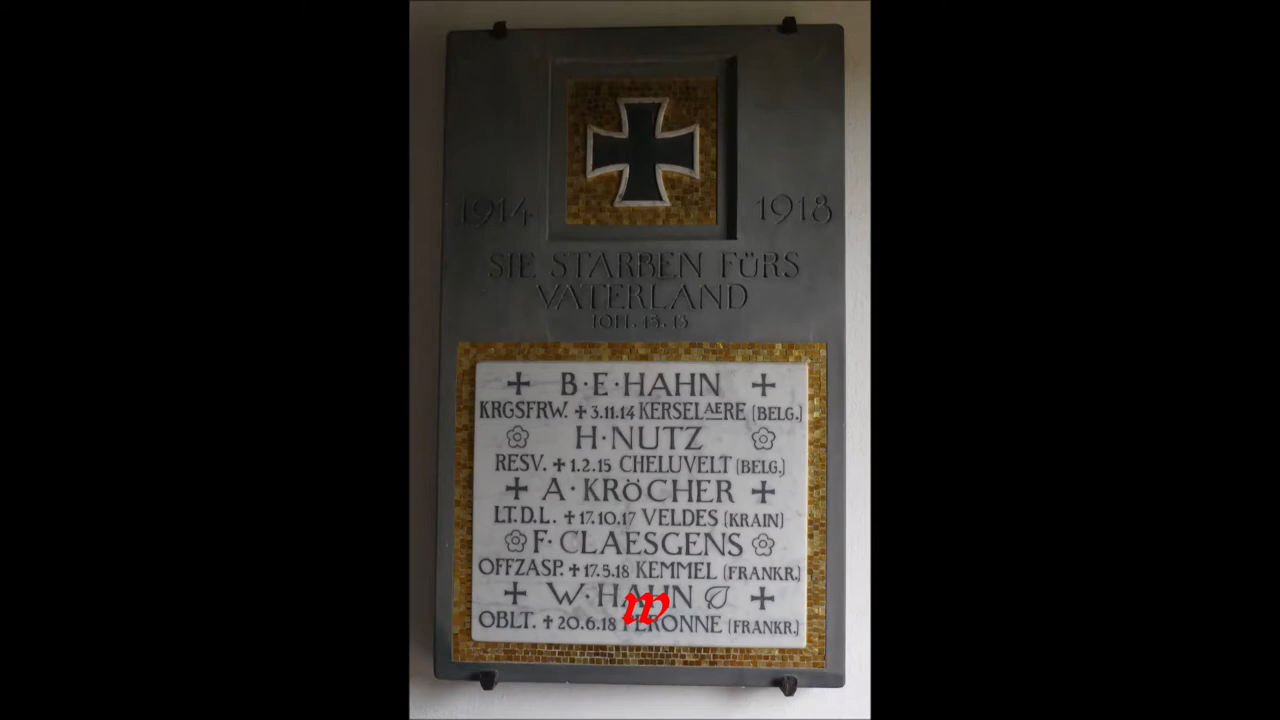 1914 1918
SIE STARBEN FÜRS
VATERLAND
JOH. 15. 13
B·E·HAHN
KRGSFRW. ✝ 3.11.14 KERSELAERE (BELG.)
H·NUTZ
RESV. ✝ 1.2.15 CHELUVELT (BELG.)
A·KRÖCHER
LT.D.L. ✝ 17.10.17 VELDES (KRAIN)
F·CLAESGENS
OFFZASP. ✝ 17.5.18 KEMMEL (FRANKR.)
W·HAHN
OBLT. ✝ 20.6.18 PERONNE (FRANKR.)